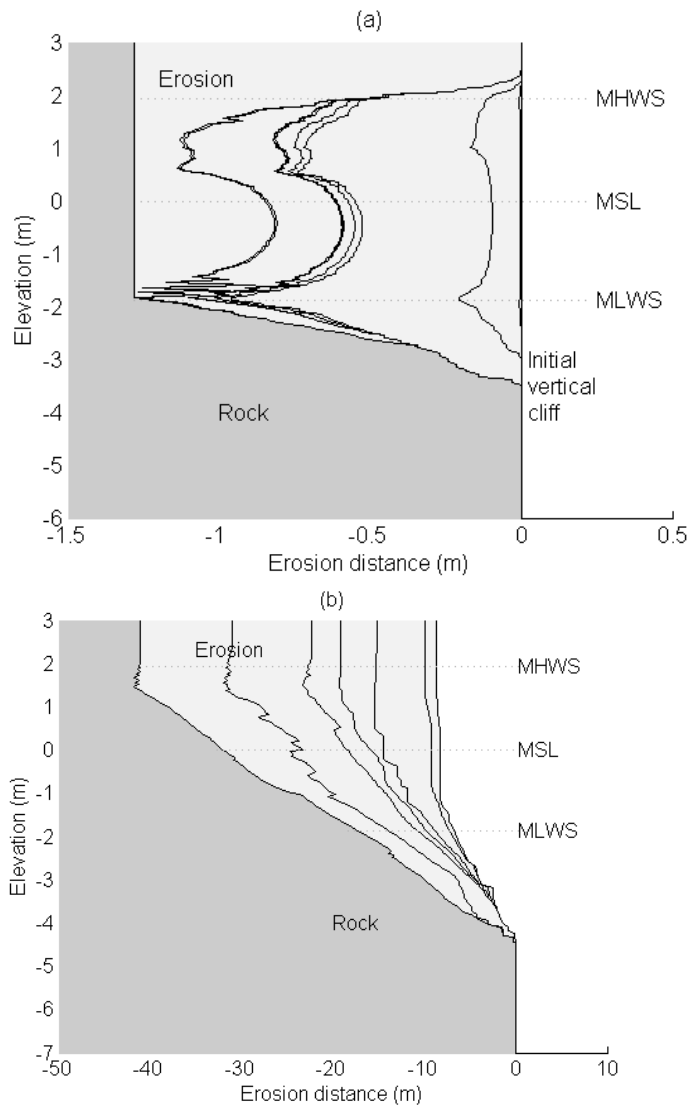 (a)
3
Erosion
2
MHWS
1
0
MSL
Elevation (m)
-1
-2
MLWS
-3
Initial
vertical
cliff
-4
Rock
-5
-6
-1.5 -1 -0.5 0 0.5
Erosion distance (m)
(b)
3
Erosion
2
MHWS
1
0
MSL
Elevation (m)
-1
-2
MLWS
-3
-4
Rock
-5
-6
-7
-50 -40 -30 -20 -10 0 10
Erosion distance (m)